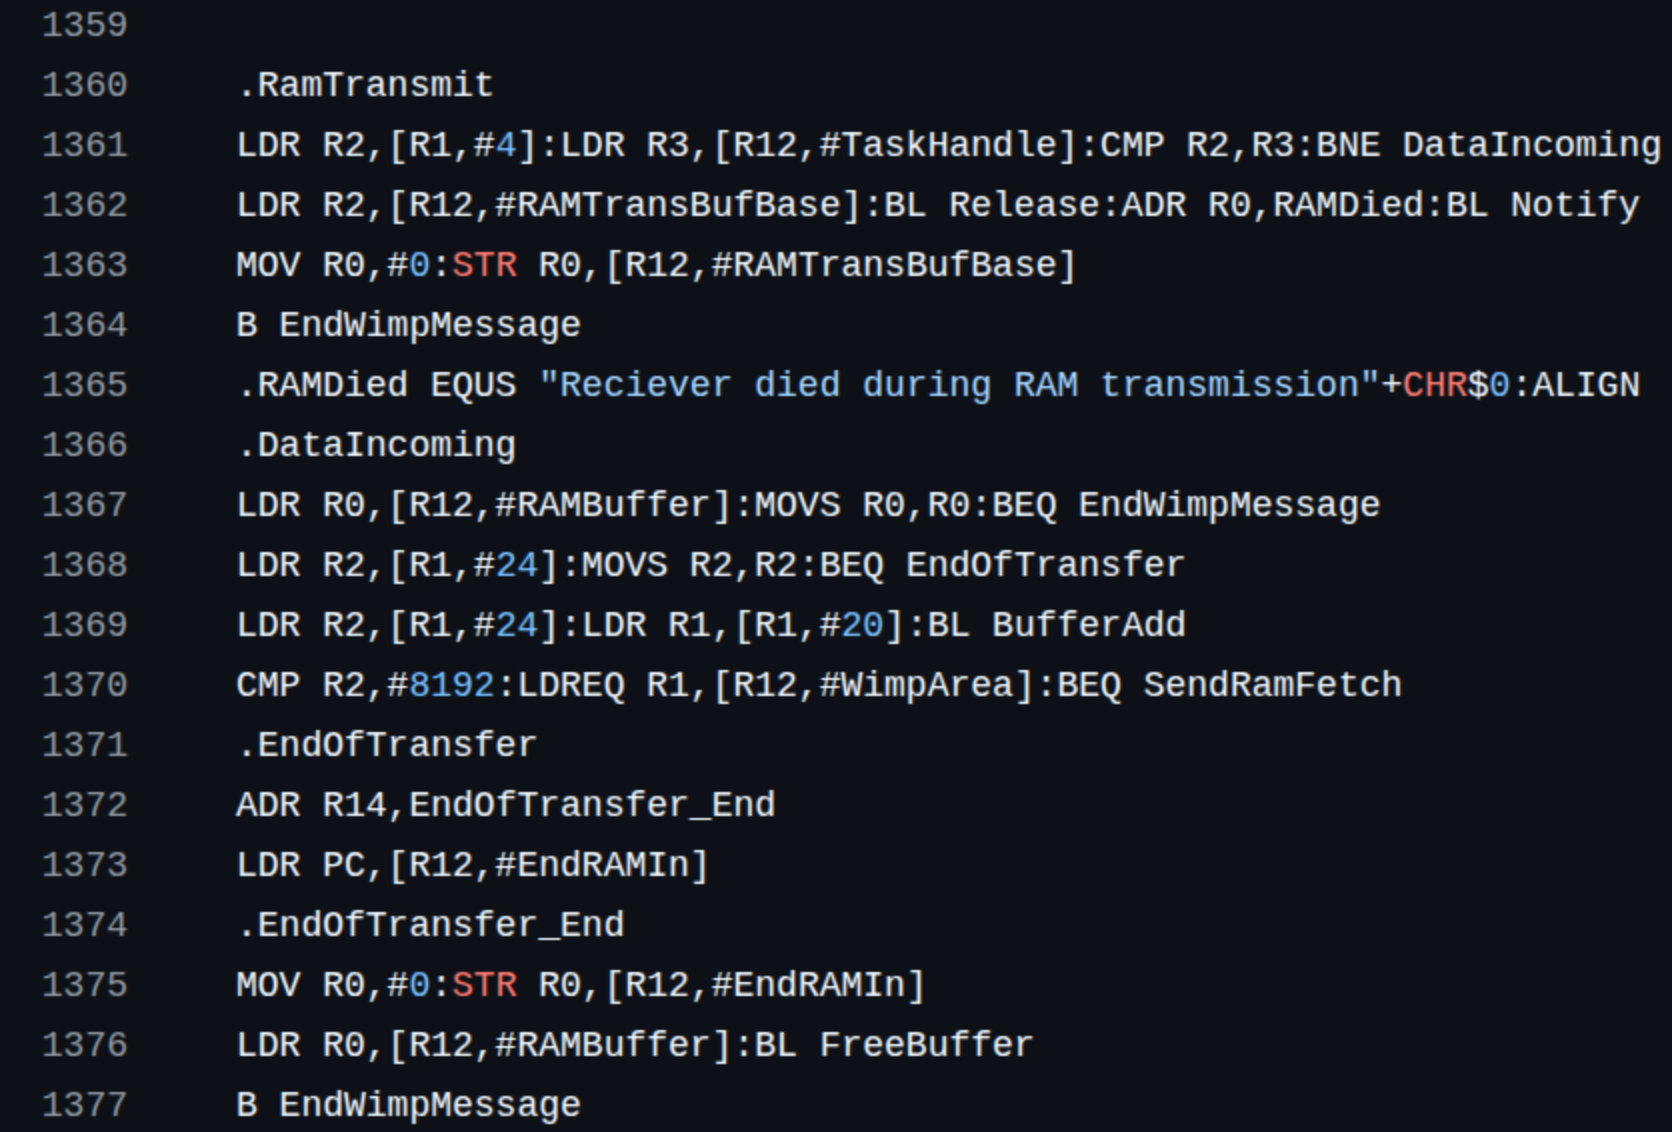 1359
1360 .RamTransmit
1361 LDR R2,[R1,#4]:LDR R3,[R12,#TaskHandle]:CMP R2,R3:BNE DataIncoming
1362 LDR R2,[R12,#RAMTransBufBase]:BL Release:ADR R0,RAMDied:BL Notify
1363 MOV R0,#0:STR R0,[R12,#RAMTransBufBase]
1364 B EndWimpMessage
1365 .RAMDied EQUS "Reciever died during RAM transmission"+CHR$0:ALIGN
1366 .DataIncoming
1367 LDR R0,[R12,#RAMBuffer]:MOVS R0,R0:BEQ EndWimpMessage
1368 LDR R2,[R1,#24]:MOVS R2,R2:BEQ EndOfTransfer
1369 LDR R2,[R1,#24]:LDR R1,[R1,#20]:BL BufferAdd
1370 CMP R2,#8192:LDREQ R1,[R12,#WimpArea]:BEQ SendRamFetch
1371 .EndOfTransfer
1372 ADR R14,EndOfTransfer_End
1373 LDR PC,[R12,#EndRAMIn]
1374 .EndOfTransfer_End
1375 MOV R0,#0:STR R0,[R12,#EndRAMIn]
1376 LDR R0,[R12,#RAMBuffer]:BL FreeBuffer
1377 B EndWimpMessage